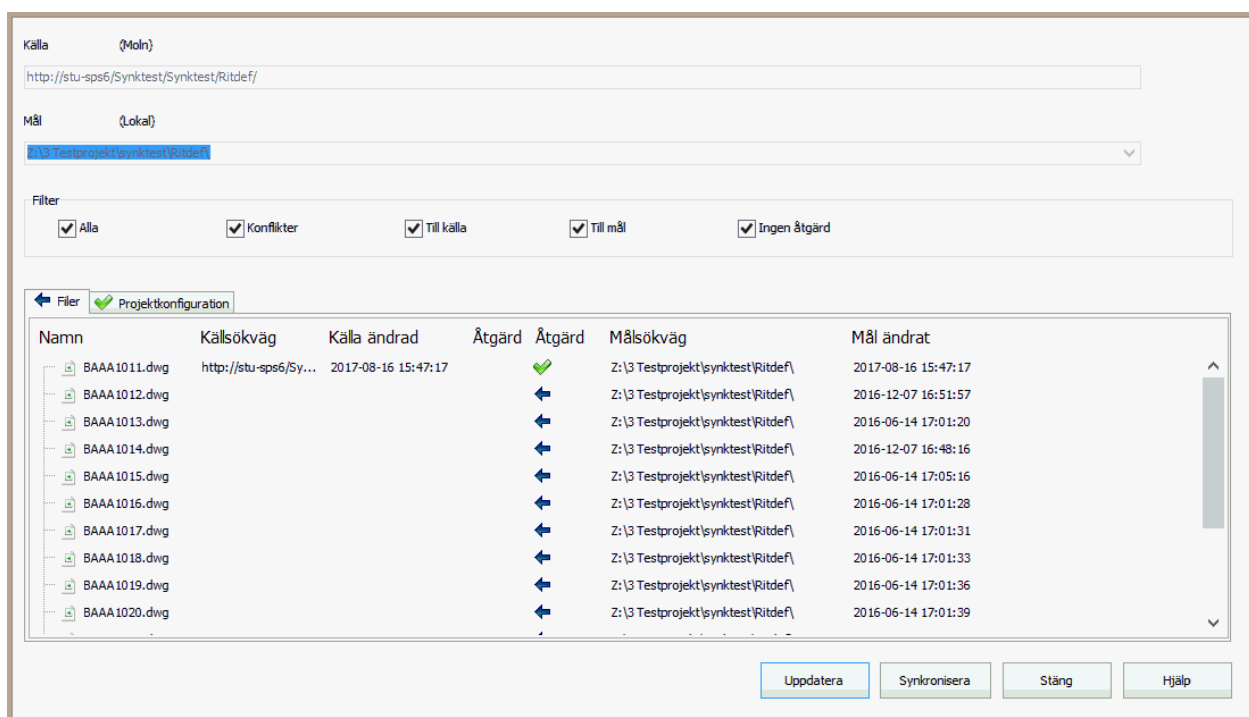 Källa (Moln}
http://stu-sps6/Synktest/Synktest/Ritdef/
Mål (Lokal}
Z:\3 Testprojekt\synktest\Ritdef\
Filter
Alla Konflikter Till källa Till mål Ingen åtgärd
Filer Projektkonfiguration
Namn Källsökväg Källa ändrad Åtgärd Åtgärd Målsökväg Mål ändrat
BAAA1011.dwg http://stu-sps6/Sy... 2017-08-16 15:47:17 Z:\3 Testprojekt\synktest\Ritdef\ 2017-08-16 15:47:17
BAAA1012.dwg Z:\3 Testprojekt\synktest\Ritdef\ 2016-12-07 16:51:57
BAAA1013.dwg Z:\3 Testprojekt\synktest\Ritdef\ 2016-06-14 17:01:20
BAAA1014.dwg Z:\3 Testprojekt\synktest\Ritdef\ 2016-12-07 16:48:16
BAAA1015.dwg Z:\3 Testprojekt\synktest\Ritdef\ 2016-06-14 17:05:16
BAAA1016.dwg Z:\3 Testprojekt\synktest\Ritdef\ 2016-06-14 17:01:28
BAAA1017.dwg Z:\3 Testprojekt\synktest\Ritdef\ 2016-06-14 17:01:31
BAAA1018.dwg Z:\3 Testprojekt\synktest\Ritdef\ 2016-06-14 17:01:33
BAAA1019.dwg Z:\3 Testprojekt\synktest\Ritdef\ 2016-06-14 17:01:36
BAAA1020.dwg Z:\3 Testprojekt\synktest\Ritdef\ 2016-06-14 17:01:39
Uppdatera Synkronisera Stäng Hjälp